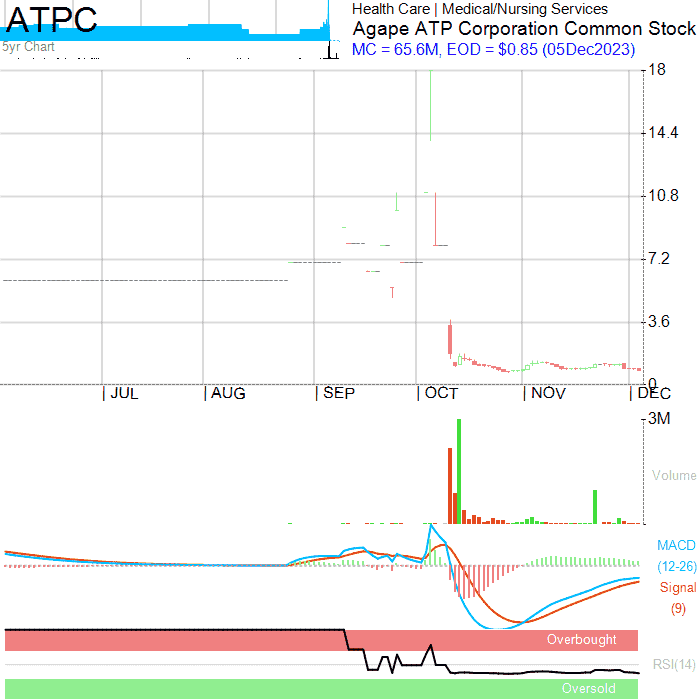 ATPC
5yr Chart
Health Care | Medical/Nursing Services
Agape ATP Corporation Common Stock
MC = 65.6M, EOD = $0.85 (05Dec2023)
18
14.4
10.8
7.2
3.6
0
JUL
AUG
SEP
OCT
NOV
DEC
3M
Volume
MACD
(12-26)
Signal
(9)
Overbought
RSI(14)
Oversold